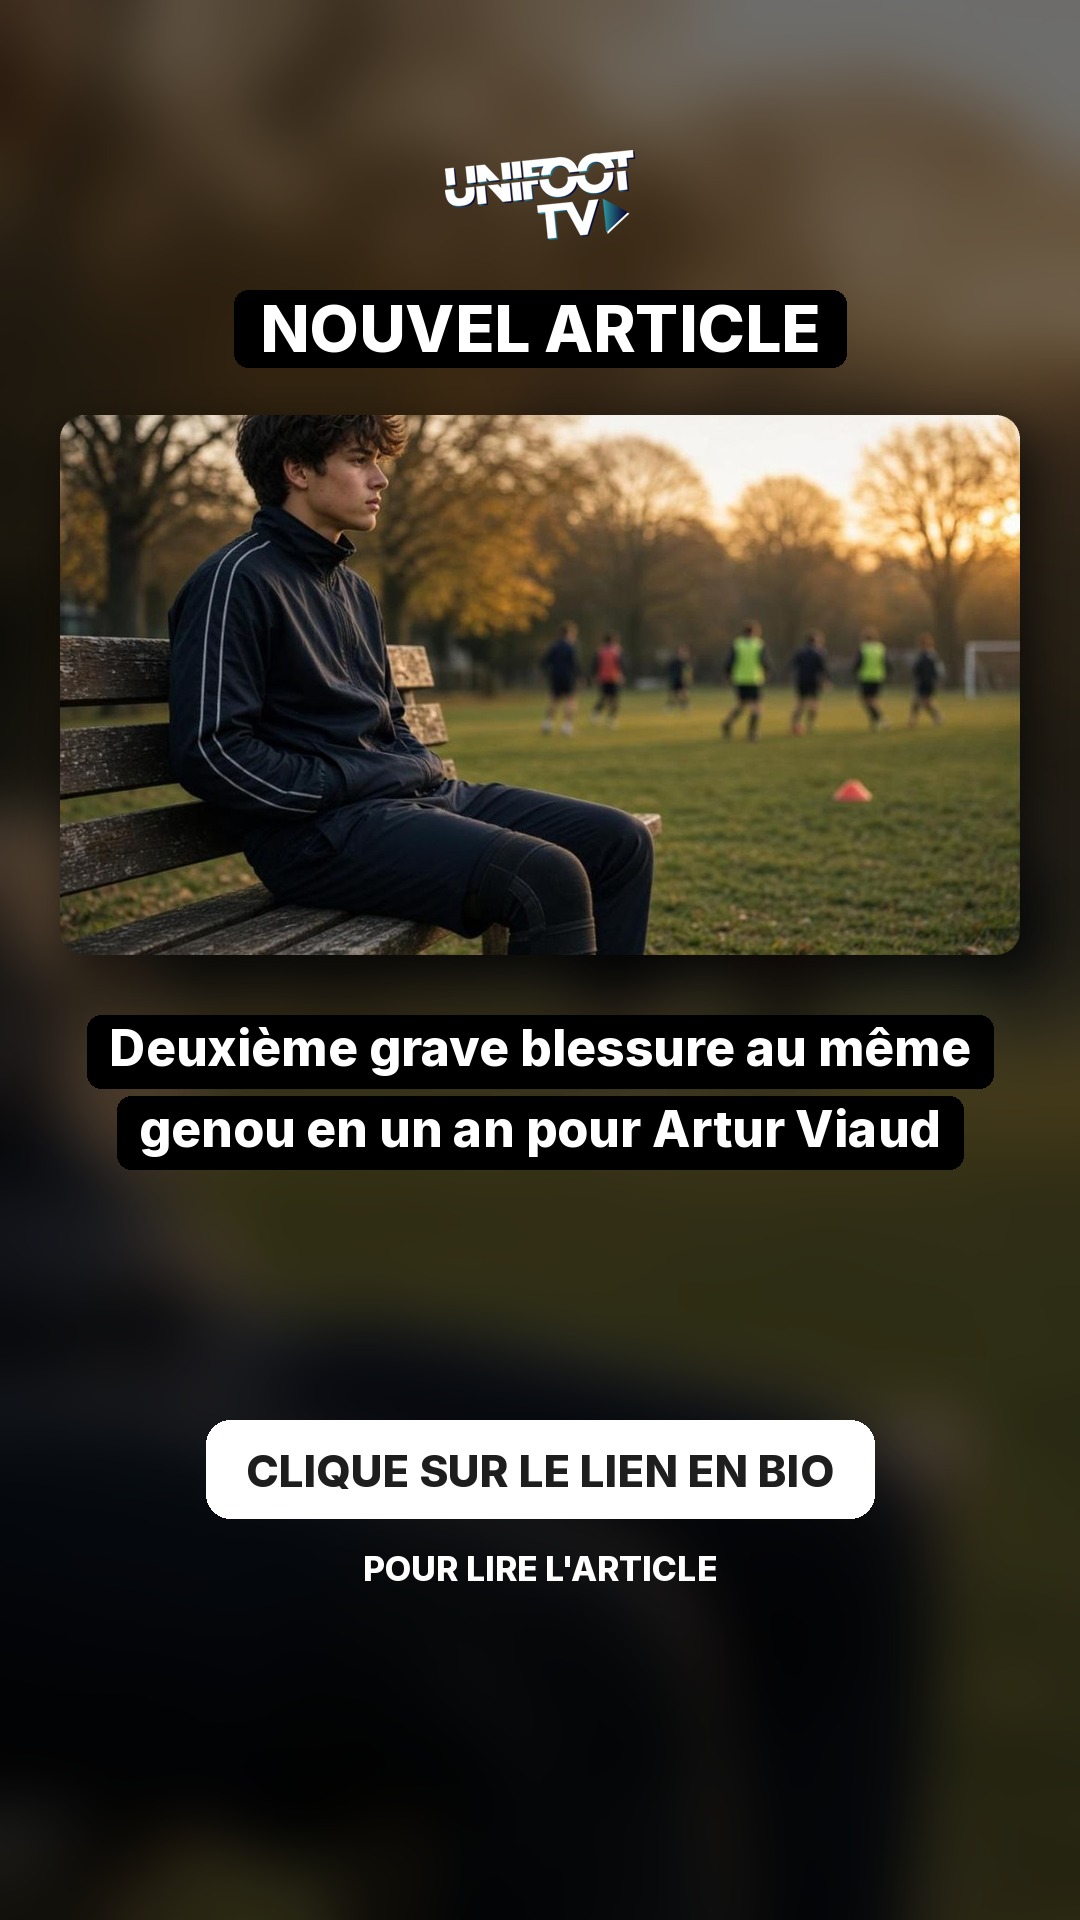 UNIFOOT
TV
NOUVEL ARTICLE
Deuxième grave blessure au même
genou en un an pour Artur Viaud
CLIQUE SUR LE LIEN EN BIO
POUR LIRE L'ARTICLE